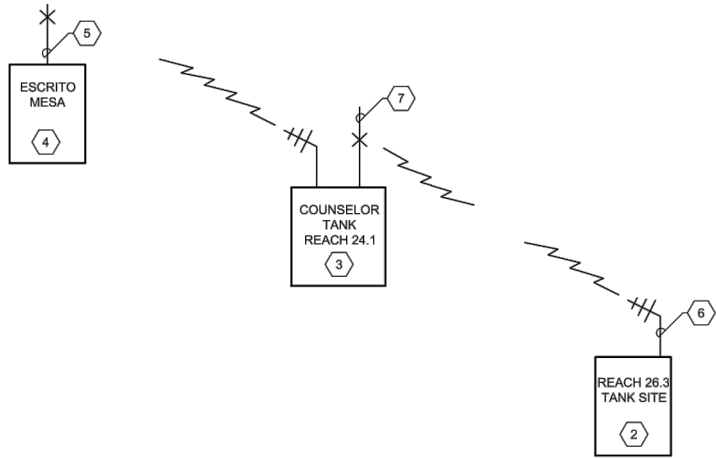 5
ESCRITO
MESA
4
7
COUNSELOR
TANK
REACH 24.1
3
6
REACH 26.3
TANK SITE
2